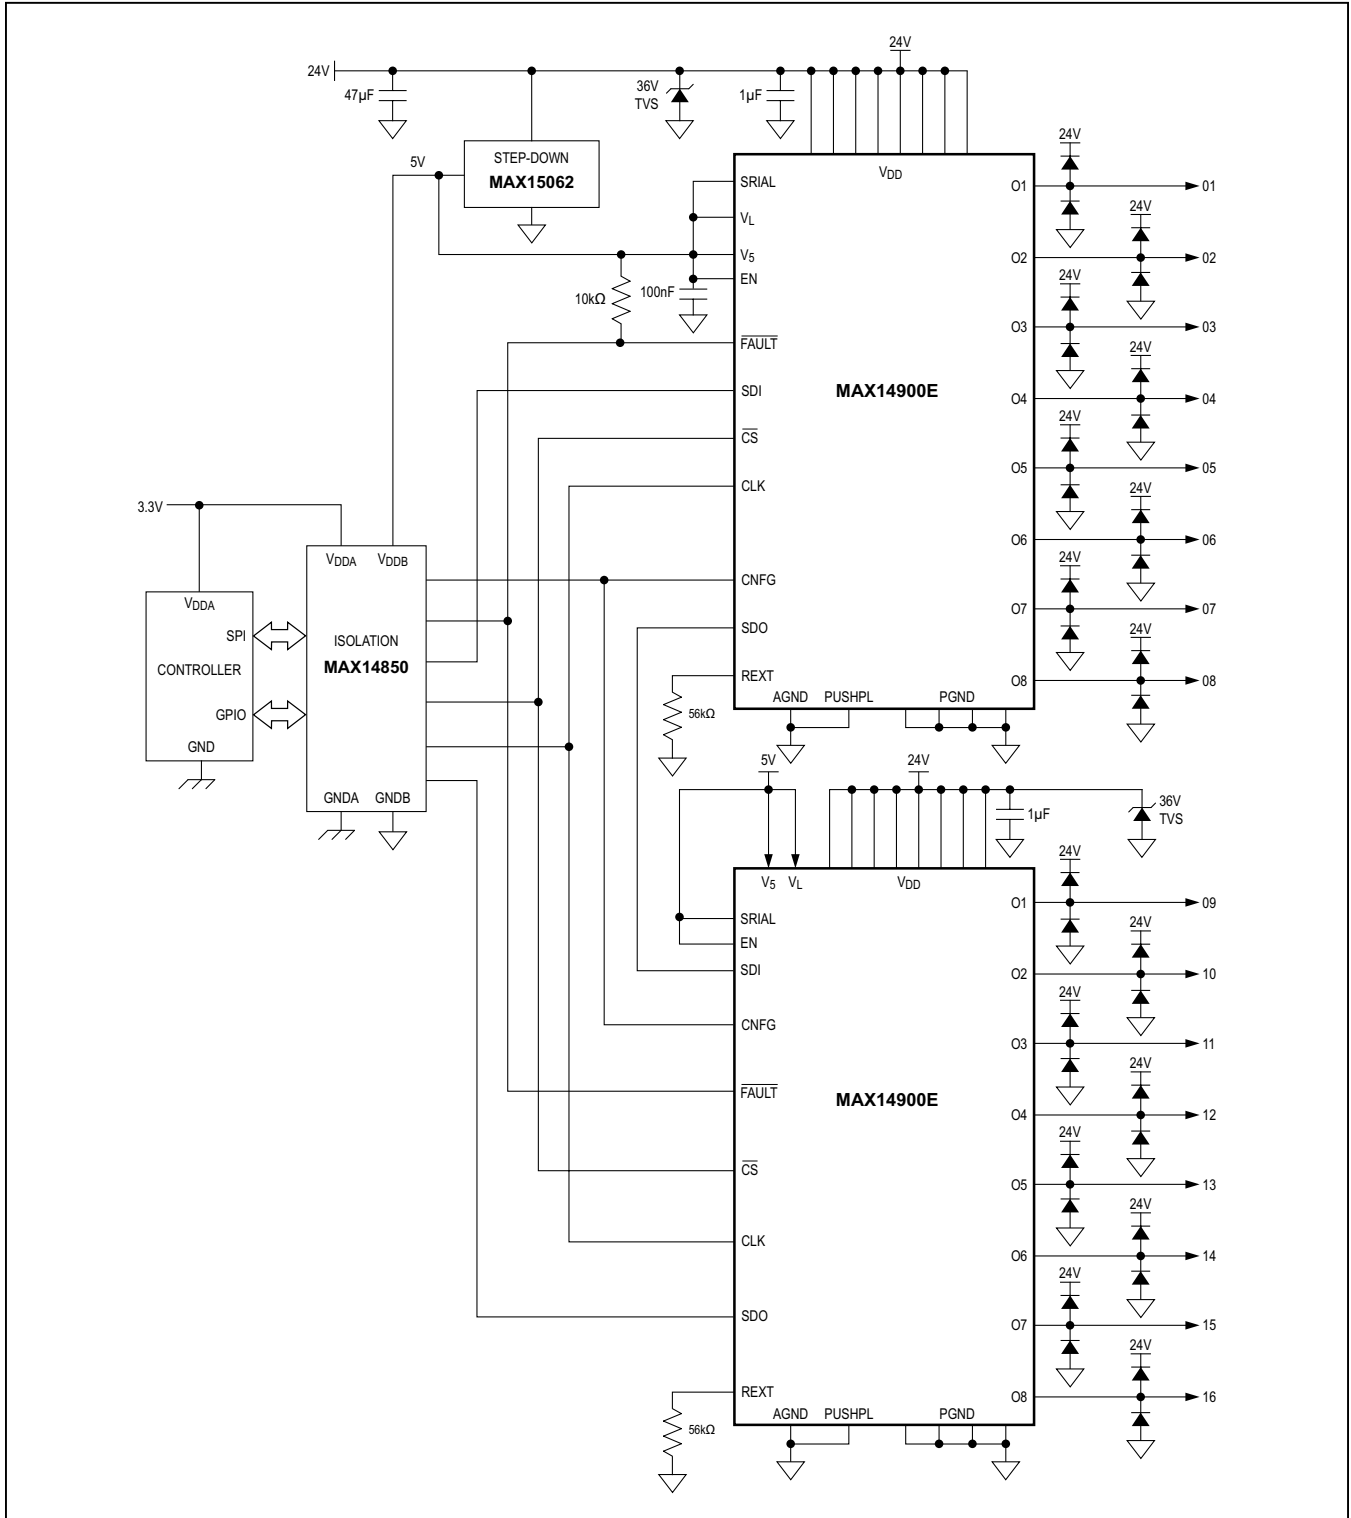 24V
24V
47µF
36V
TVS
1µF
STEP-DOWN
MAX15062
5V
SRIAL
VL
V5
EN
10kΩ
100nF
FAULT
SDI
CS
CLK
CNFG
SDO
REXT
56kΩ
VDD
MAX14900E
AGND
PUSHPL
PGND
O1
24V
01
O2
24V
02
O3
24V
03
O4
24V
04
O5
24V
05
O6
24V
06
O7
24V
07
O8
24V
08
3.3V
VDDA
SPI
CONTROLLER
GPIO
GND
VDDA
VDDB
ISOLATION
MAX14850
GNDA
GNDB
5V
24V
1µF
36V
TVS
V5
VL
VDD
SRIAL
EN
SDI
CNFG
FAULT
CS
CLK
SDO
REXT
56kΩ
MAX14900E
AGND
PUSHPL
PGND
O1
24V
09
O2
24V
10
O3
24V
11
O4
24V
12
O5
24V
13
O6
24V
14
O7
24V
15
O8
24V
16